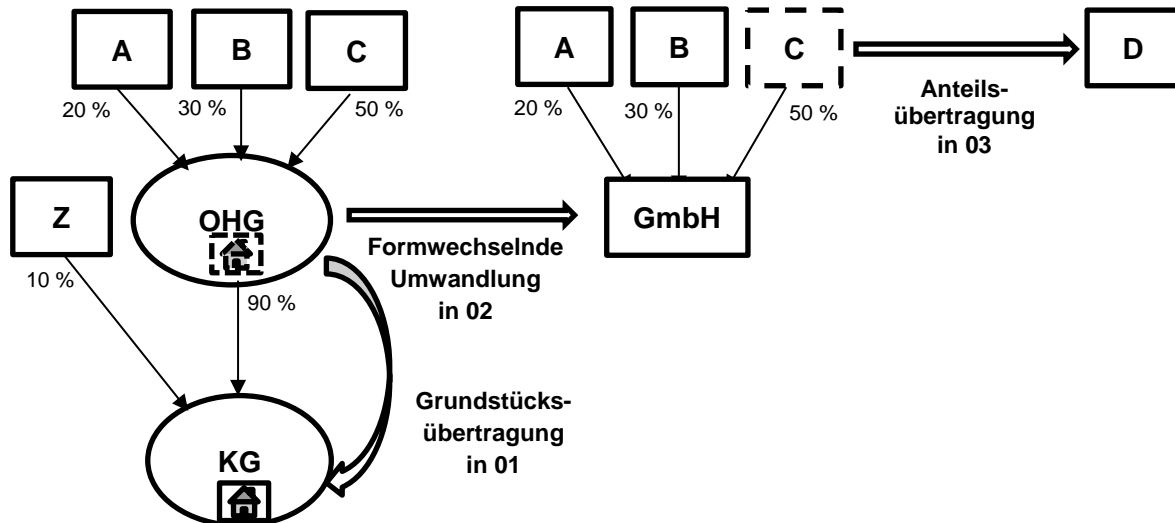 A
B
C
20 %
30 %
50 %
Z
OHG
10 %
90 %
KG
Grundstücks-
übertragung
in 01
Formwechselnde
Umwandlung
in 02
A
B
C
20 %
30 %
50 %
GmbH
Anteils-
übertragung
in 03
D